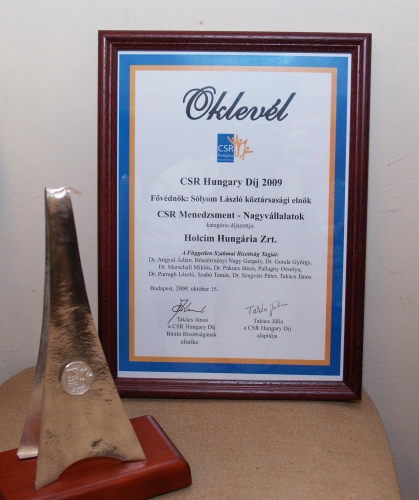 Oklevél
CSR
Hungary
CSR Hungary Díj 2009
Fővédnök: Sólyom László köztársasági elnök
CSR Menedzsment - Nagyvállalatok
kategória díjazottja:
Holcim Hungária Zrt.
A Független Szakmai Bizottság Tagjai:
Dr. Angyal Ádám, Böszörményi Nagy Gergely, Dr. Gonda György,
Dr. Marschall Miklós, Dr. Pakucs János, Pallaghy Orsolya,
Dr. Parragh László, Szabó Tamás, Dr. Szegvári Péter, Takács János
Budapest, 2009. október 15.
Takács János
a CSR Hungary Díj
Bíráló Bizottságának
elnöke
Takács Júlia
a CSR Hungary Díj
alapítója